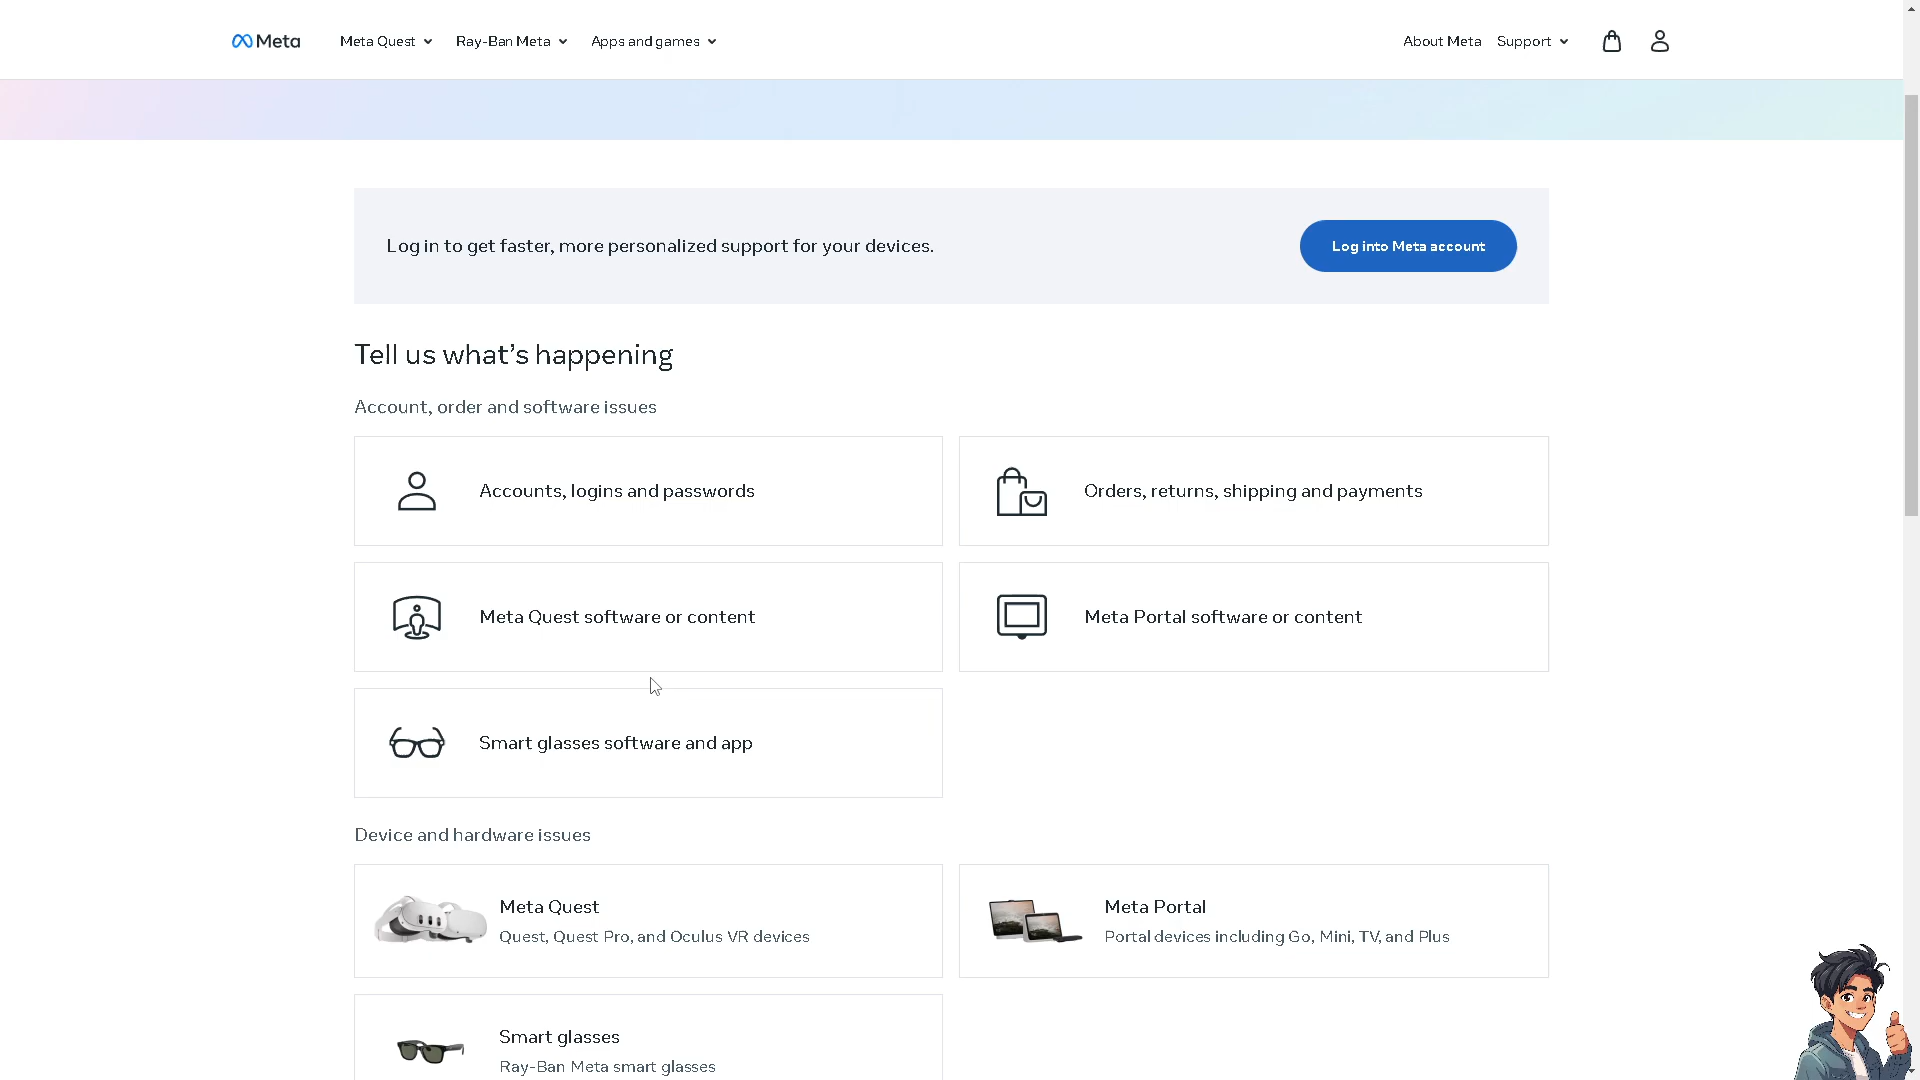 Meta
Meta Quest
Ray-Ban Meta
Apps and games
About Meta
Support
Log in to get faster, more personalized support for your devices.
Log into Meta account
Tell us what's happening
Account, order and software issues
Accounts, logins and passwords
Orders, returns, shipping and payments
Meta Quest software or content
Meta Portal software or content
Smart glasses software and app
Device and hardware issues
Meta Quest
Quest, Quest Pro, and Oculus VR devices
Meta Portal
Portal devices including Go, Mini, TV, and Plus
Smart glasses
Ray-Ban Meta smart glasses